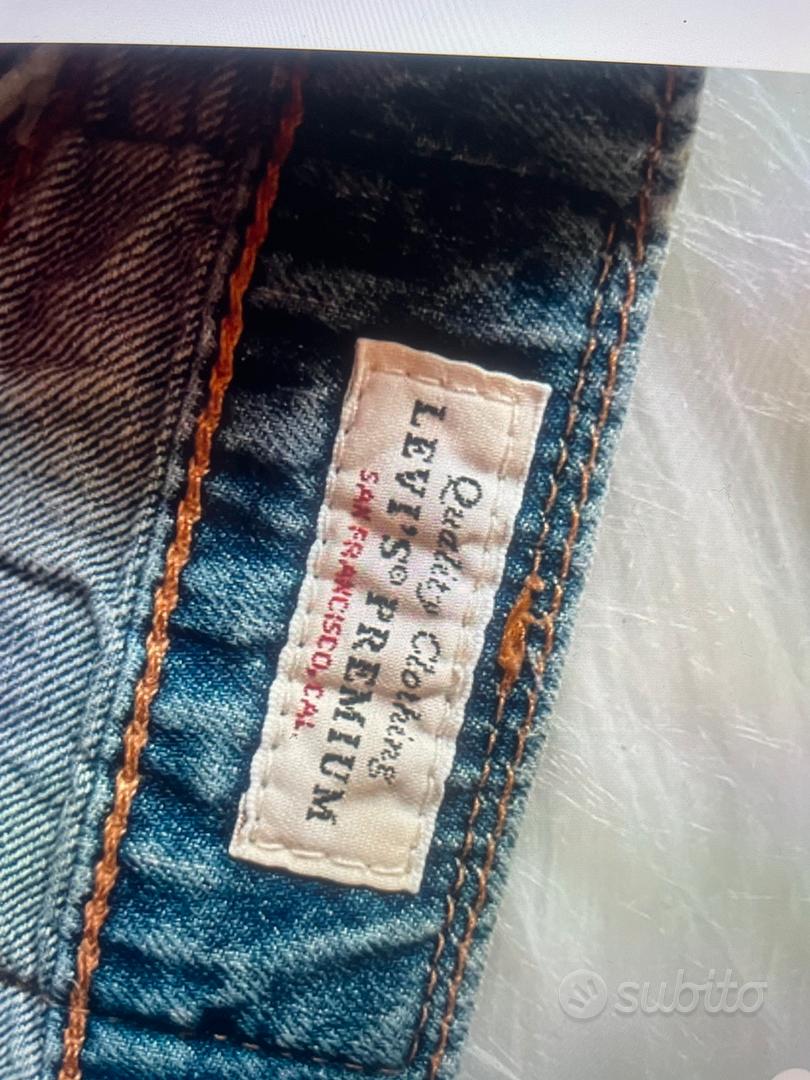 Quality Clothing
LEVI'S® PREMIUM
SAN FRANCISCO, CAL.
subito